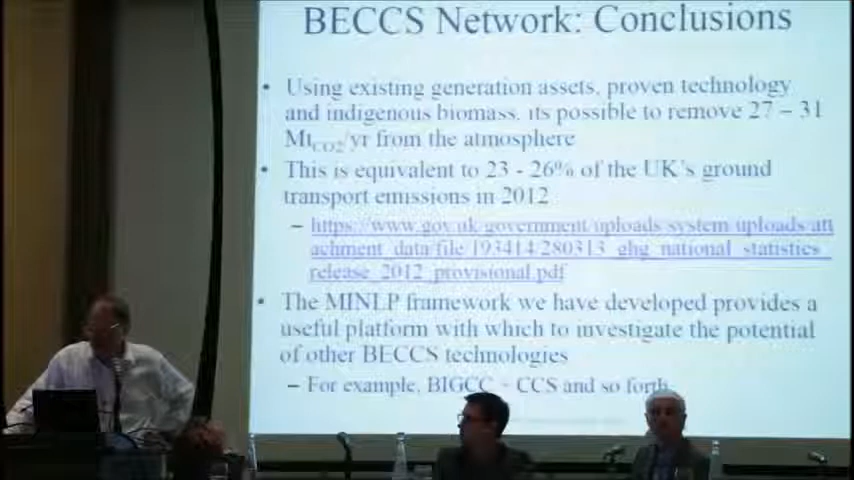 BECCS Network: Conclusions
• Using existing generation assets, proven technology
and indigenous biomass, its possible to remove 27 – 31
MtCO2/yr from the atmosphere
• This is equivalent to 23 - 26% of the UK's ground
transport emissions in 2012
– https://www.gov.uk/government/uploads/system/uploads/att
achment_data/file/193414/280313_ghg_national_statistics_
release_2012_provisional.pdf
• The MINLP framework we have developed provides a
useful platform with which to investigate the potential
of other BECCS technologies
– For example, BIGCC + CCS and so forth